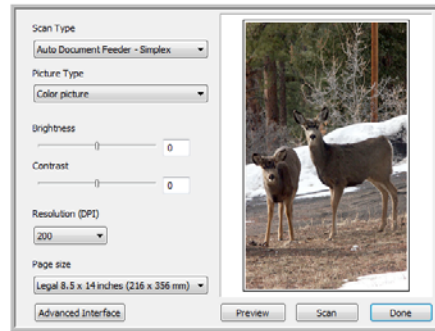 Scan Type
Auto Document Feeder - Simplex
Picture Type
Color picture
Brightness
0
Contrast
0
Resolution (DPI)
200
Page size
Legal 8.5 x 14 inches (216 x 356 mm)
Advanced Interface
Preview
Scan
Done